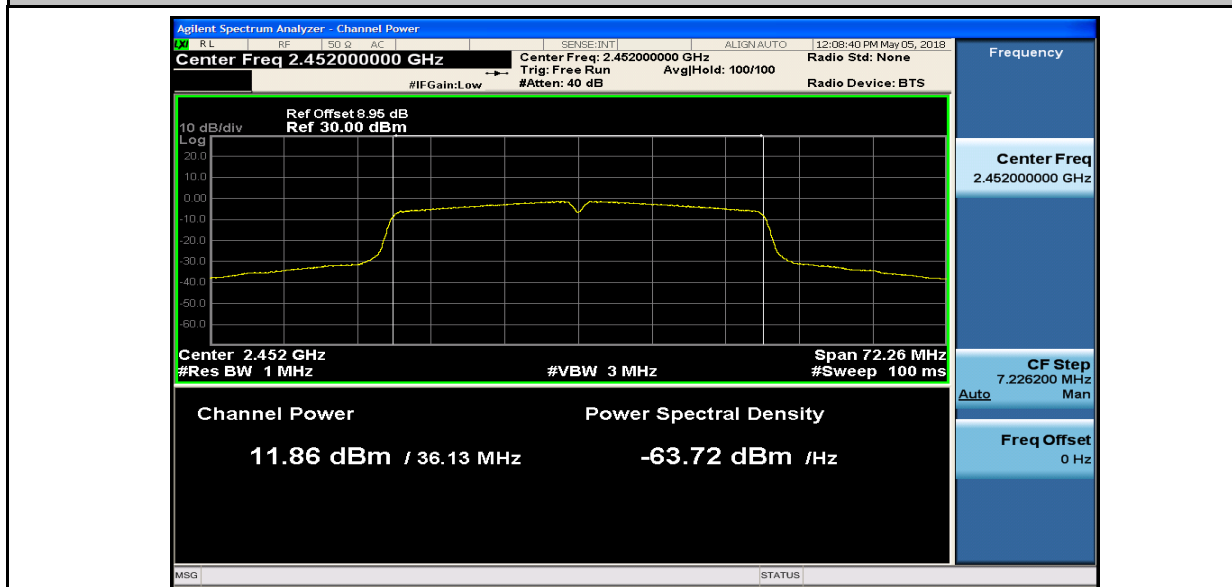 Agilent Spectrum Analyzer - Channel Power
LXI RL RF 50 Ω AC SENSE:INT ALIGN AUTO 12:08:40 PM May 05, 2018
Center Freq 2.452000000 GHz
Center Freq: 2.452000000 GHz
Radio Std: None
Trig: Free Run Avg|Hold: 100/100
#IFGain:Low
#Atten: 40 dB
Radio Device: BTS
Frequency
Ref Offset 8.95 dB
10 dB/div Ref 30.00 dBm
Log
20.0
10.0
0.00
-10.0
-20.0
-30.0
-40.0
-50.0
-60.0
Center 2.452 GHz Span 72.26 MHz
#Res BW 1 MHz #VBW 3 MHz #Sweep 100 ms
Channel Power
11.86 dBm / 36.13 MHz
Power Spectral Density
-63.72 dBm /Hz
Center Freq
2.452000000 GHz
CF Step
7.226200 MHz
Auto Man
Freq Offset
0 Hz
MSG STATUS